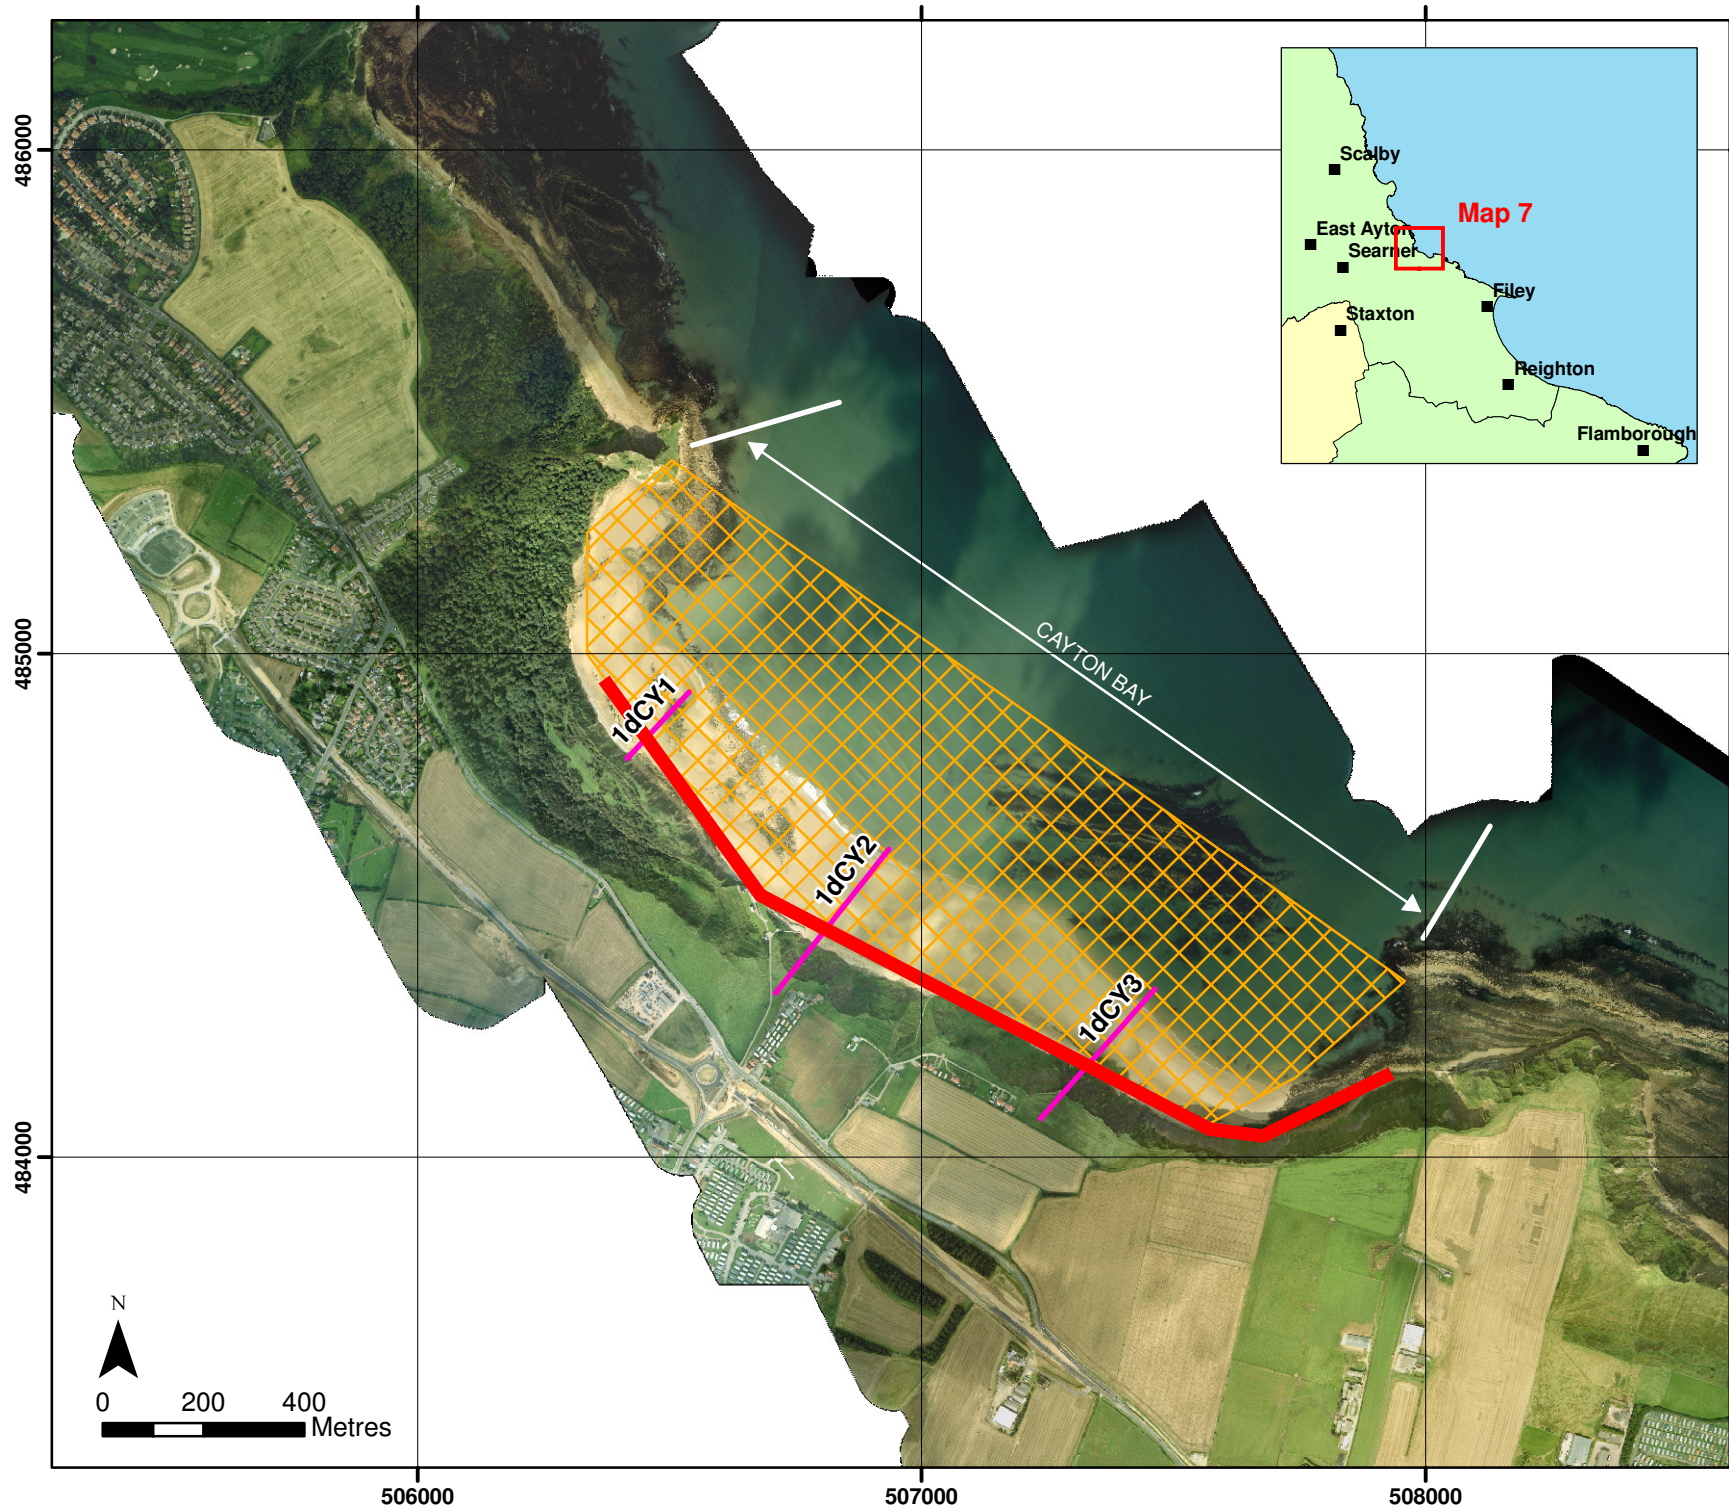 486000
485000
484000
506000
507000
508000
Scalby
East Ayton
Searner
Staxton
Map 7
Filey
Reighton
Flamborough
CAYTON BAY
1dCY1
1dCY2
1dCY3
N
0 200 400
Metres